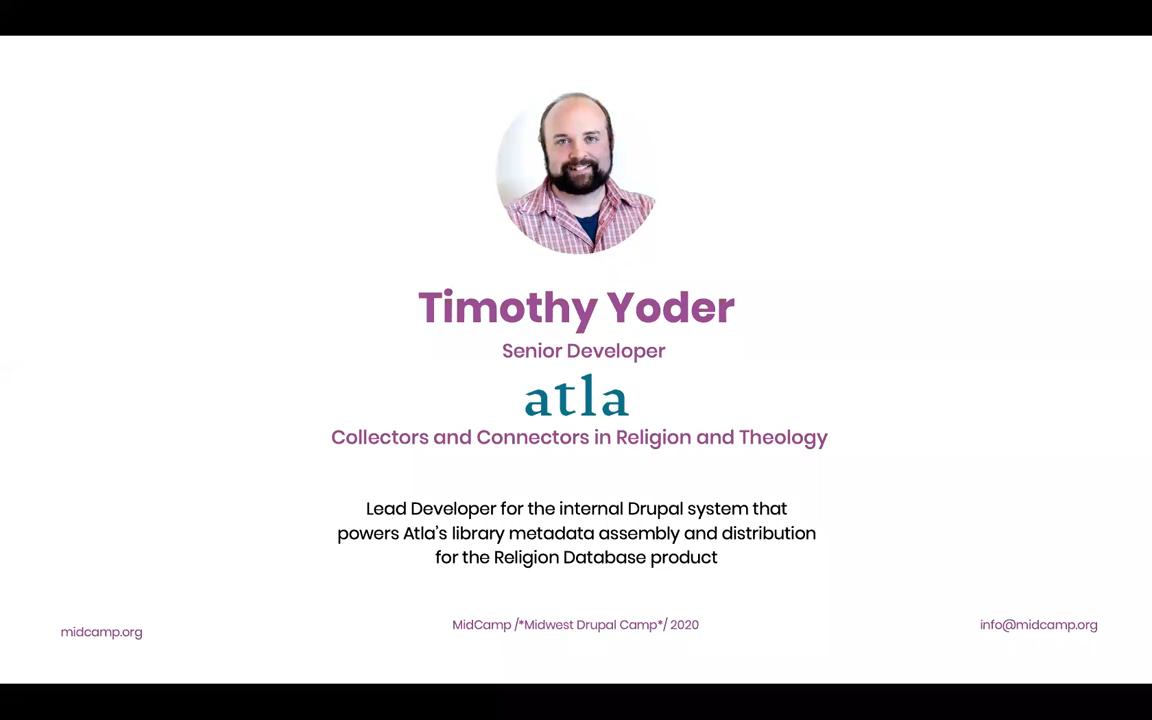 Timothy Yoder
Senior Developer
atla
Collectors and Connectors in Religion and Theology
Lead Developer for the internal Drupal system that
powers Atla's library metadata assembly and distribution
for the Religion Database product
midcamp.org
MidCamp /*Midwest Drupal Camp*/ 2020
info@midcamp.org